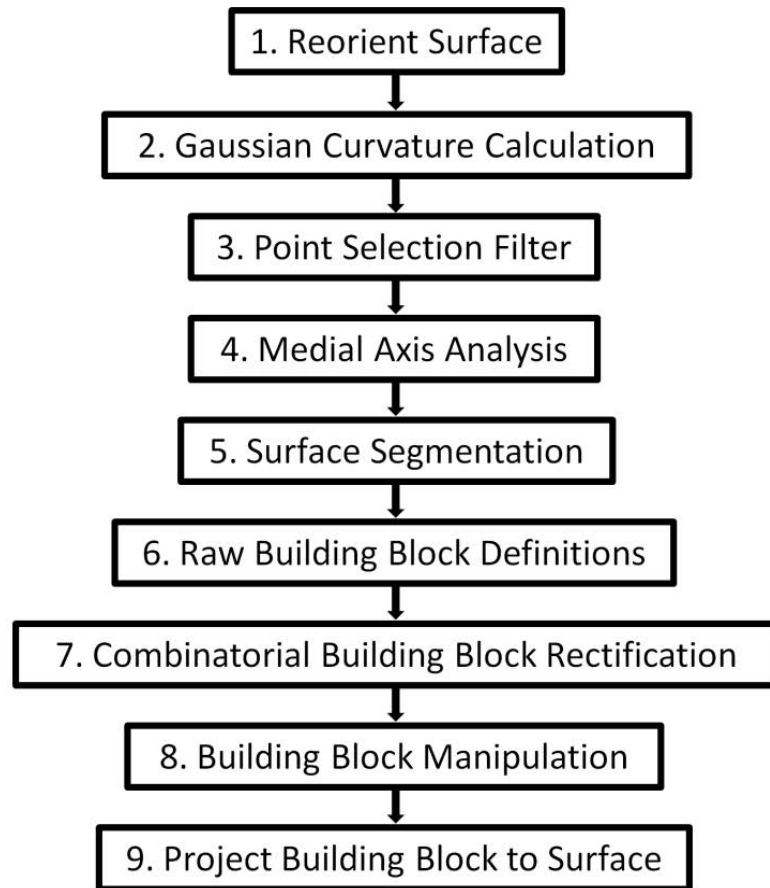 1. Reorient Surface
2. Gaussian Curvature Calculation
3. Point Selection Filter
4. Medial Axis Analysis
5. Surface Segmentation
6. Raw Building Block Definitions
7. Combinatorial Building Block Rectification
8. Building Block Manipulation
9. Project Building Block to Surface